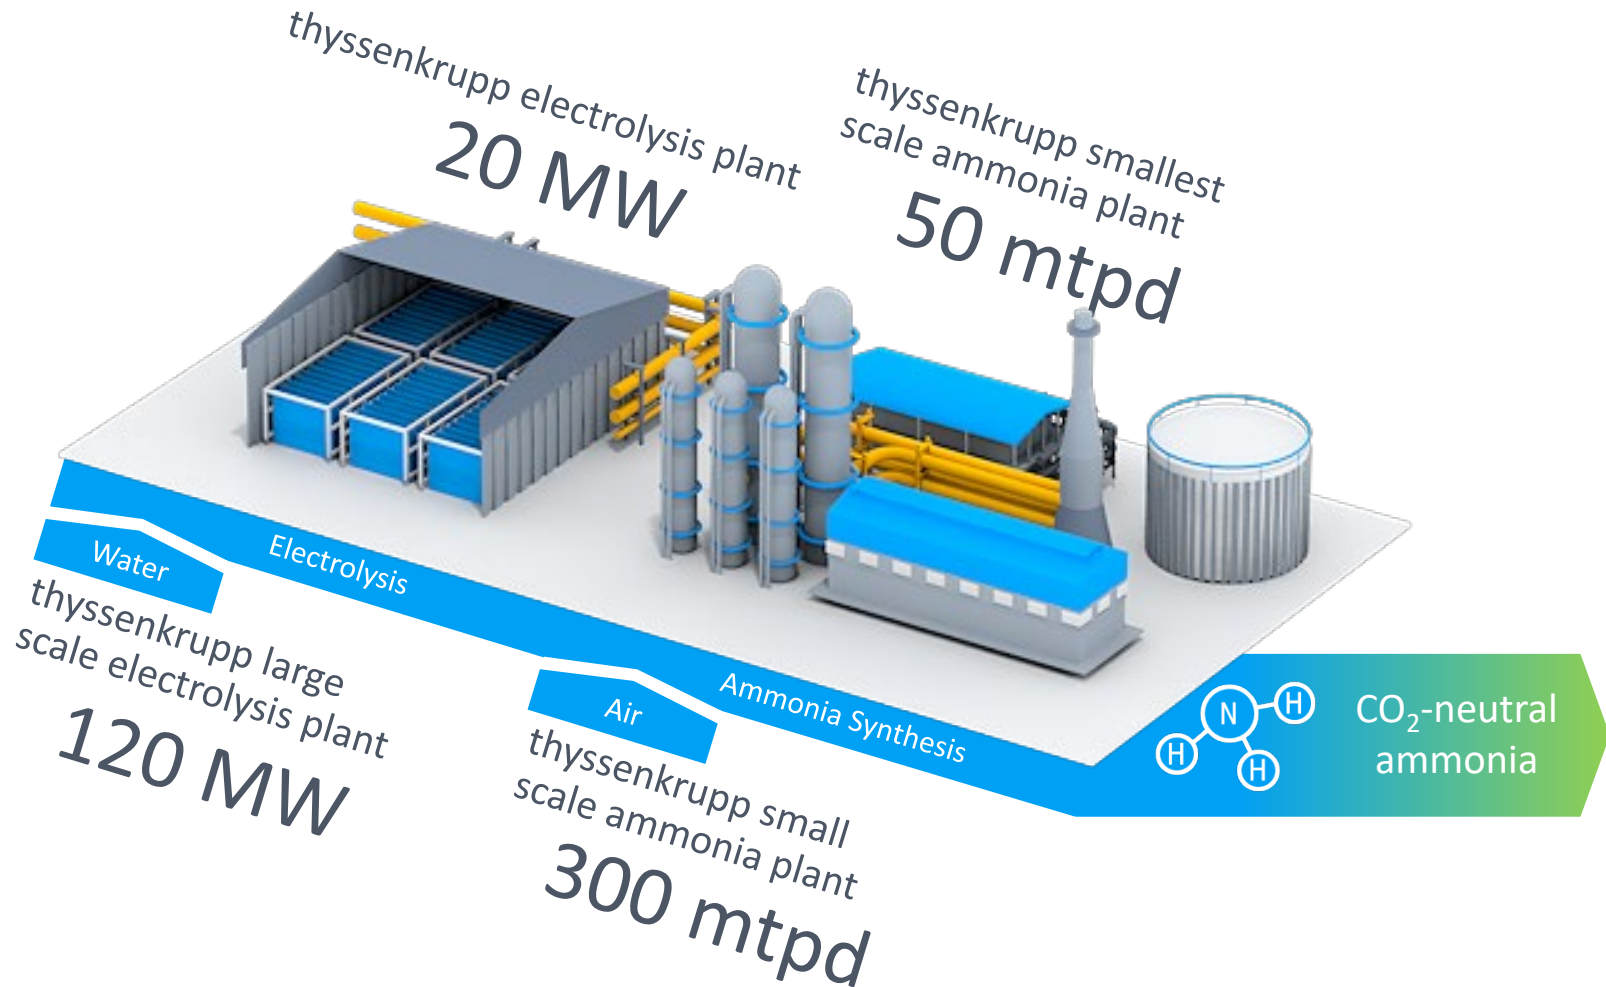 thyssenkrupp electrolysis plant
20 MW
thyssenkrupp smallest
scale ammonia plant
50 mtpd
Water
Electrolysis
thyssenkrupp large
scale electrolysis plant
120 MW
Air
Ammonia Synthesis
thyssenkrupp small
scale ammonia plant
300 mtpd
N
H
H
H
CO₂-neutral
ammonia